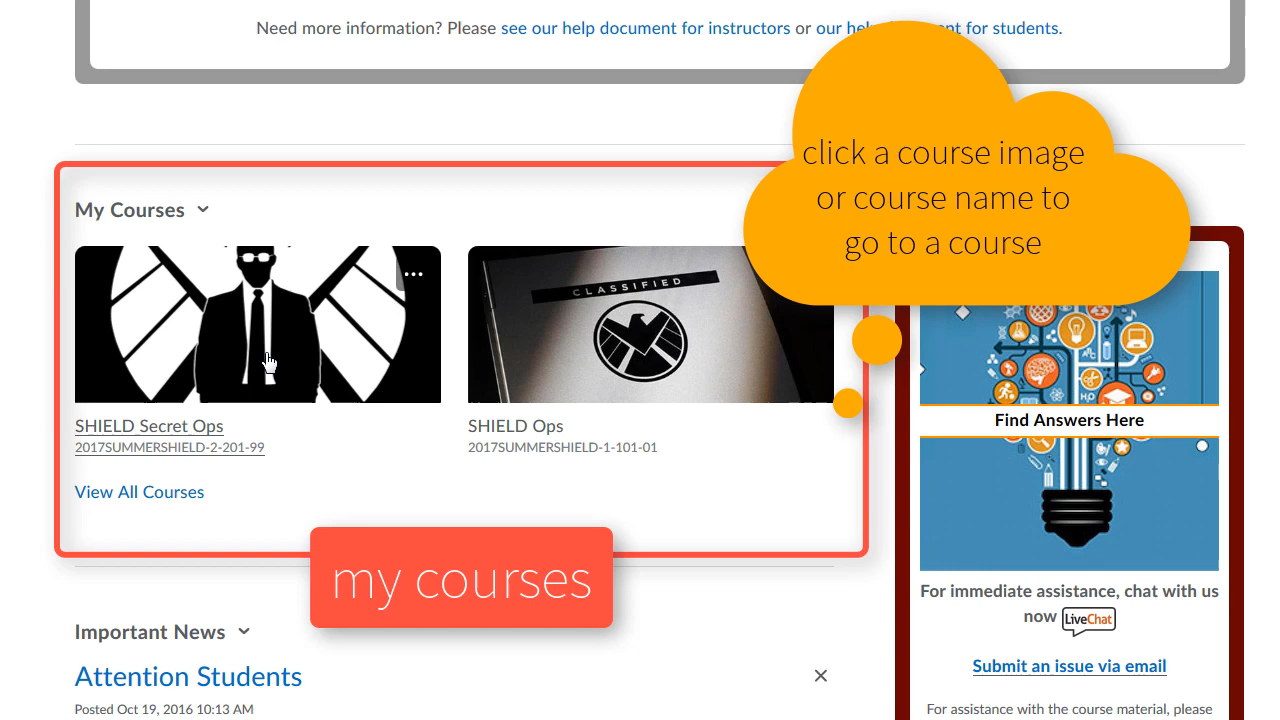 Need more information? Please see our help document for instructors or our hel nt for students.
click a course image
or course name to
go to a course
My Courses
CLASSIFIED
SHIELD Secret Ops
2017SUMMERSHIELD-2-201-99
SHIELD Ops
2017SUMMERSHIELD-1-101-01
View All Courses
my courses
Important News
Attention Students
Posted Oct 19, 2016 10:13 AM
H₂O
Find Answers Here
For immediate assistance, chat with us
now LiveChat
Submit an issue via email
For assistance with the course material, please